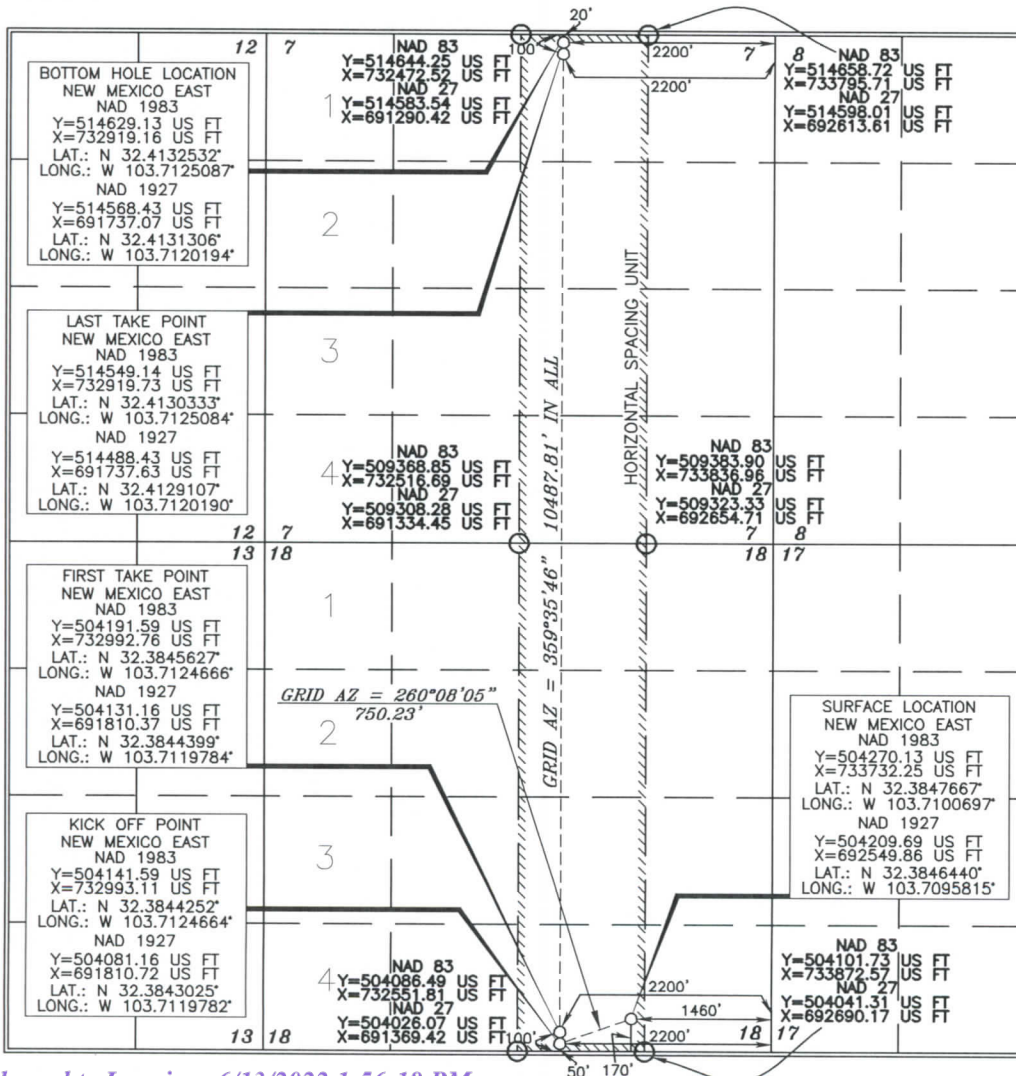 20'
12 7
NAD 83
Y=514644.25 US FT
X=732472.52 US FT
NAD 27
Y=514583.54 US FT
X=691290.42 US FT
100'
2200'
2200'
7 8
NAD 83
Y=514658.72 US FT
X=733795.71 US FT
NAD 27
Y=514598.01 US FT
X=692613.61 US FT
BOTTOM HOLE LOCATION
NEW MEXICO EAST
NAD 1983
Y=514629.13 US FT
X=732919.16 US FT
LAT.: N 32.4132532°
LONG.: W 103.7125087°
NAD 1927
Y=514568.43 US FT
X=691737.07 US FT
LAT.: N 32.4131306°
LONG.: W 103.7120194°
1
2
LAST TAKE POINT
NEW MEXICO EAST
NAD 1983
Y=514549.14 US FT
X=732919.73 US FT
LAT.: N 32.4130333°
LONG.: W 103.7125084°
NAD 1927
Y=514488.43 US FT
X=691737.63 US FT
LAT.: N 32.4129107°
LONG.: W 103.7120190°
3
4
HORIZONTAL SPACING UNIT
GRID AZ = 359°35'46" 10487.81' IN ALL
NAD 83
Y=509368.85 US FT
X=732516.69 US FT
NAD 27
Y=509308.28 US FT
X=691334.45 US FT
NAD 83
Y=509383.90 US FT
X=733836.96 US FT
NAD 27
Y=509323.33 US FT
X=692654.71 US FT
12 7
13 18
7 8
18 17
FIRST TAKE POINT
NEW MEXICO EAST
NAD 1983
Y=504191.59 US FT
X=732992.76 US FT
LAT.: N 32.3845627°
LONG.: W 103.7124666°
NAD 1927
Y=504131.16 US FT
X=691810.37 US FT
LAT.: N 32.3844399°
LONG.: W 103.7119784°
1
GRID AZ = 260°08'05"
750.23'
2
SURFACE LOCATION
NEW MEXICO EAST
NAD 1983
Y=504270.13 US FT
X=733732.25 US FT
LAT.: N 32.3847667°
LONG.: W 103.7100697°
NAD 1927
Y=504209.69 US FT
X=692549.86 US FT
LAT.: N 32.3846440°
LONG.: W 103.7095815°
KICK OFF POINT
NEW MEXICO EAST
NAD 1983
Y=504141.59 US FT
X=732993.11 US FT
LAT.: N 32.3844252°
LONG.: W 103.7124664°
NAD 1927
Y=504081.16 US FT
X=691810.72 US FT
LAT.: N 32.3843025°
LONG.: W 103.7119782°
3
4
NAD 83
Y=504086.49 US FT
X=732551.81 US FT
NAD 27
Y=504026.07 US FT
X=691369.42 US FT
NAD 83
Y=504101.73 US FT
X=733872.57 US FT
NAD 27
Y=504041.31 US FT
X=692690.17 US FT
2200'
1460'
2200'
13 18
18 17
100'
50' 170'
6/13/2022 1:56:18 PM